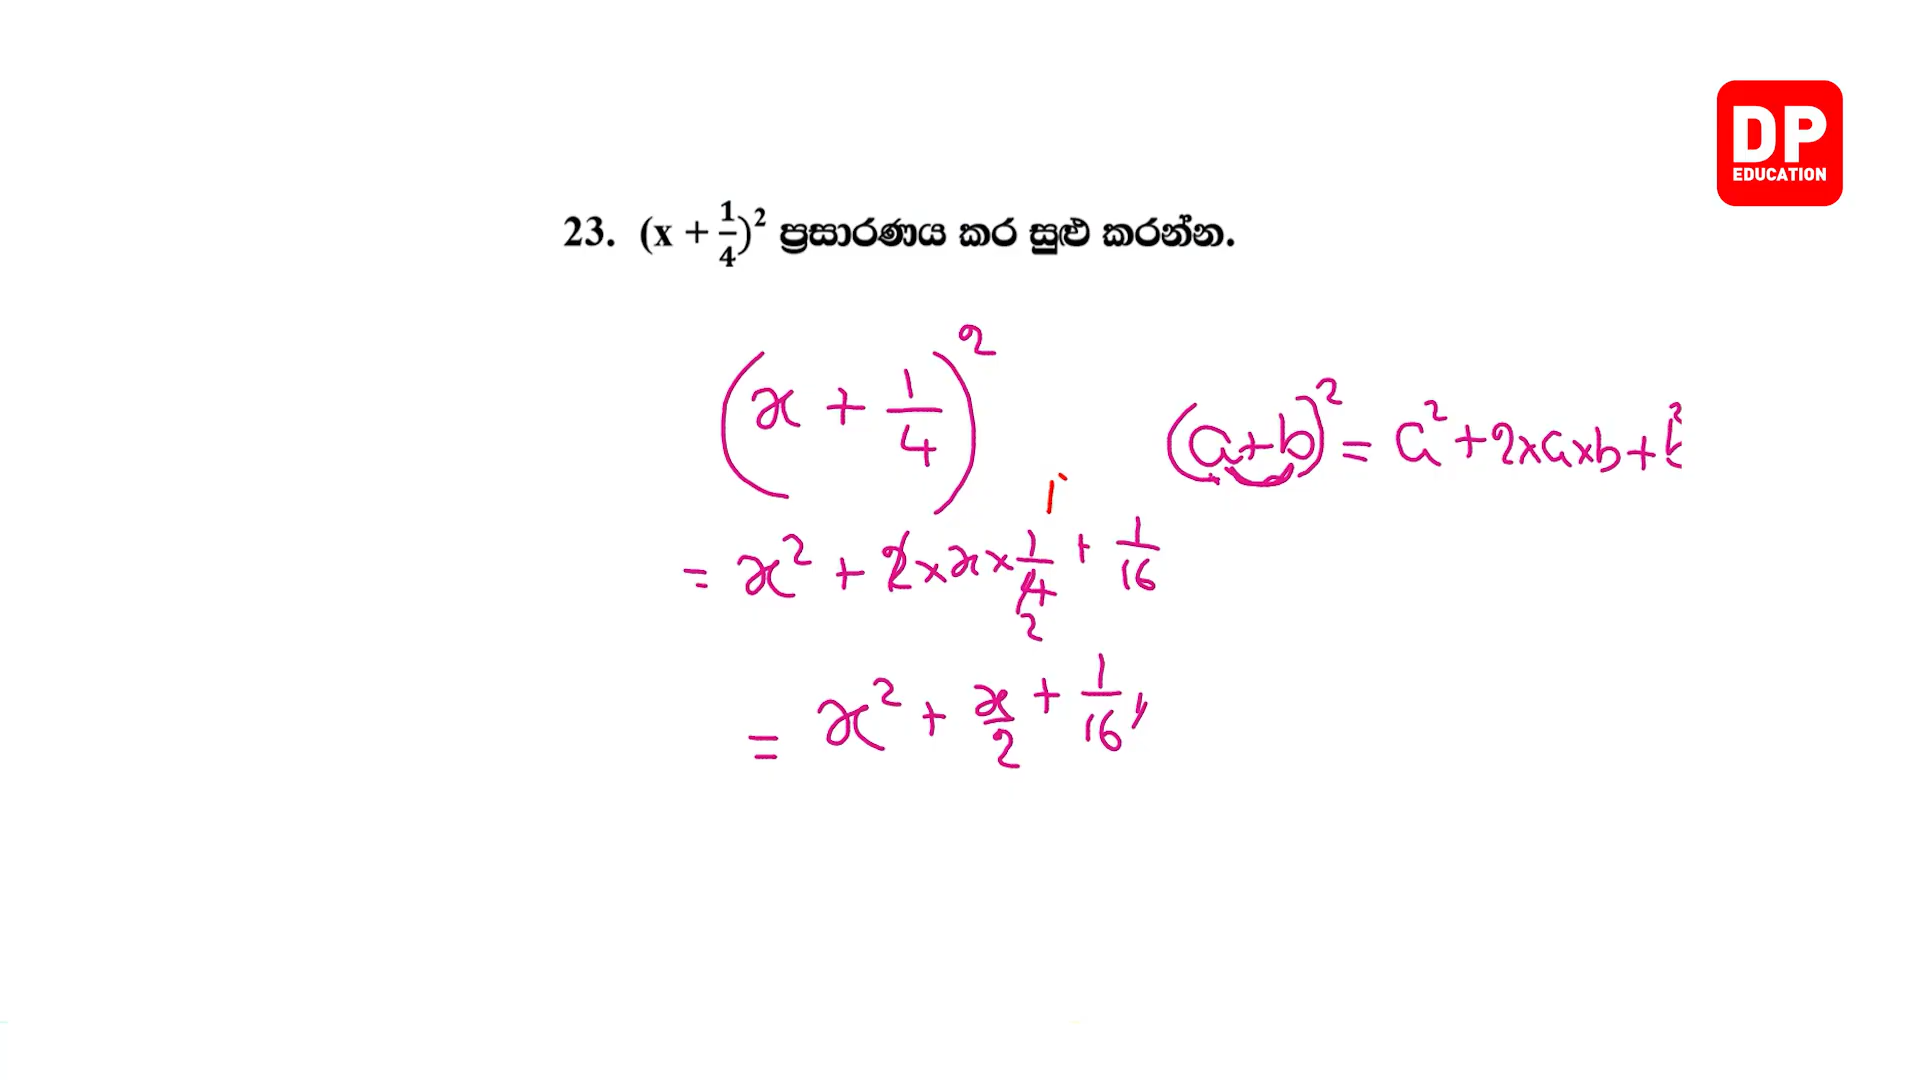 DP
EDUCATION
23. (x + 1/4)² ප්‍රසාරණය කර සුළු කරන්න.
(x + 1/4)²
(a+b)² = a² + 2×a×b + b²
= x² + 2×x×1/4 + 1/16
2
= x² + x/2 + 1/16